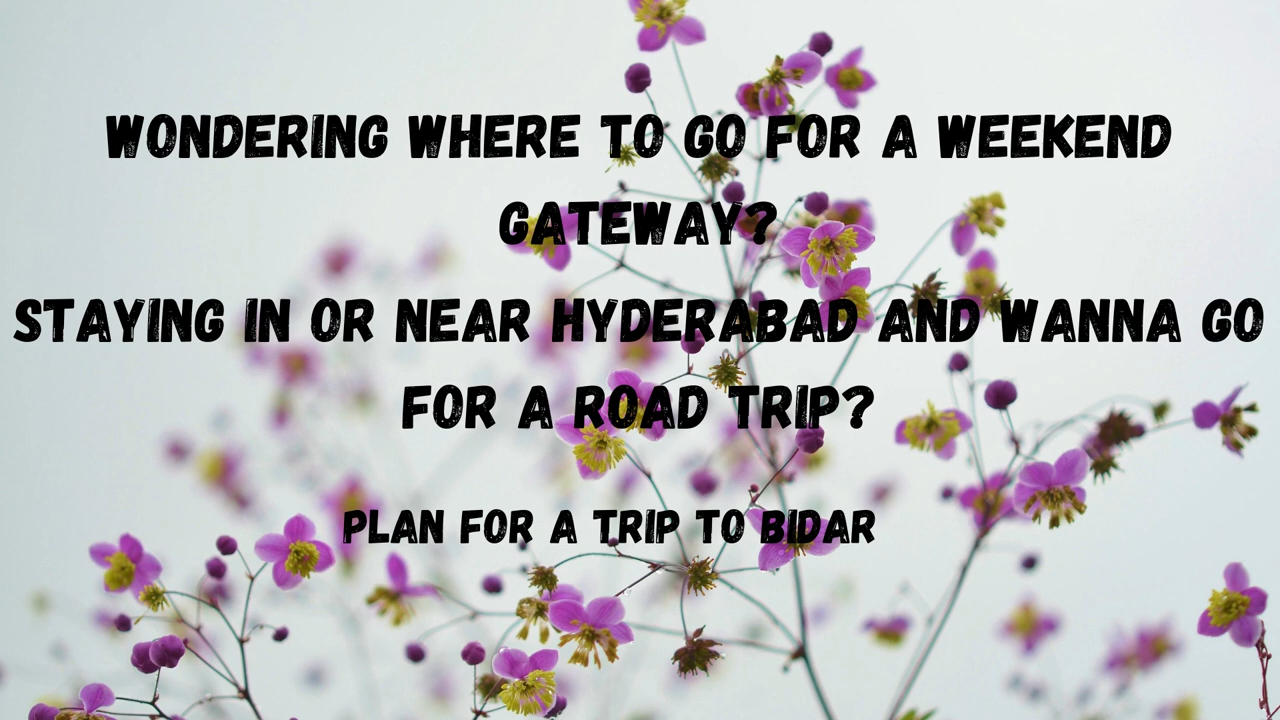 WONDERING WHERE TO GO FOR A WEEKEND
GATEWAY?
STAYING IN OR NEAR HYDERABAD AND WANNA GO
FOR A ROAD TRIP?
PLAN FOR A TRIP TO BIDAR